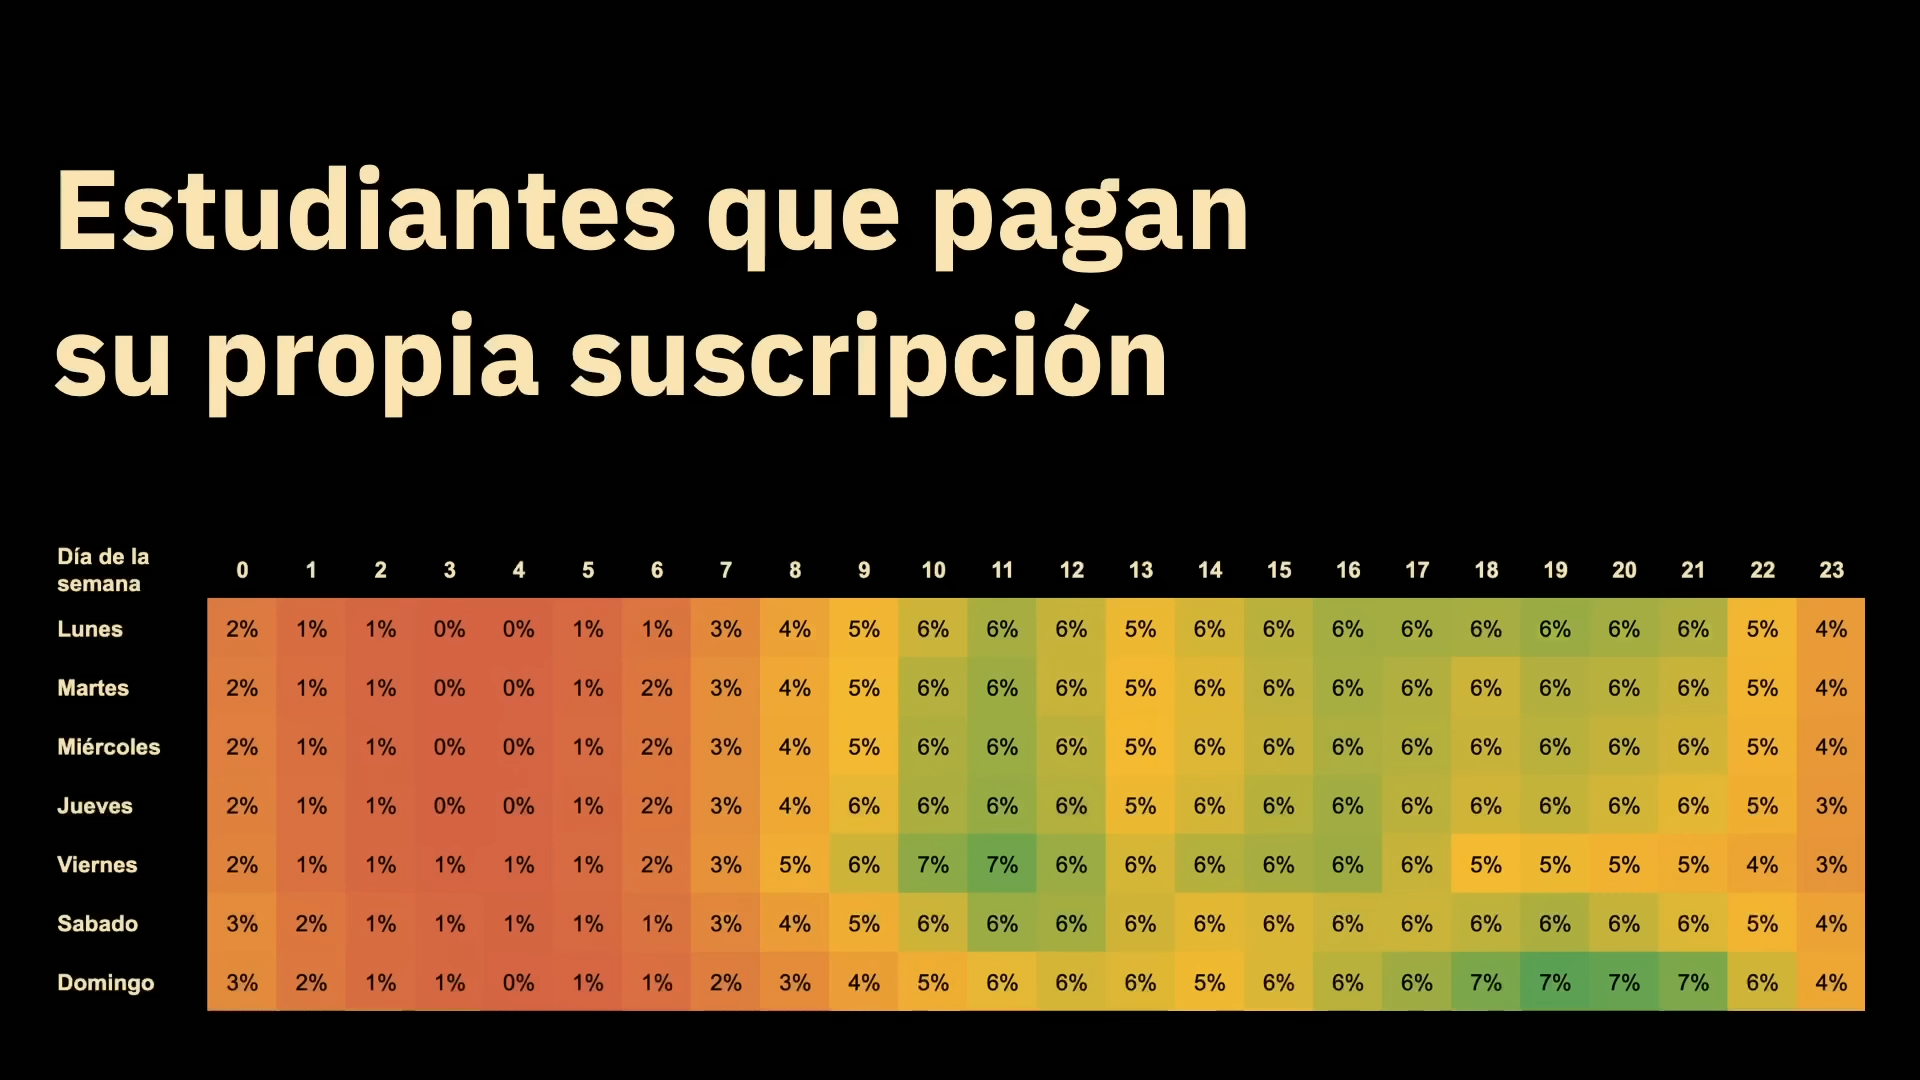 Estudiantes que pagan
su propia suscripción
Día de la
semana 0 1 2 3 4 5 6 7 8 9 10 11 12 13 14 15 16 17 18 19 20 21 22 23
Lunes 2% 1% 1% 0% 0% 1% 1% 3% 4% 5% 6% 6% 6% 5% 6% 6% 6% 6% 6% 6% 6% 6% 5% 4%
Martes 2% 1% 1% 0% 0% 1% 2% 3% 4% 5% 6% 6% 6% 5% 6% 6% 6% 6% 6% 6% 6% 6% 5% 4%
Miércoles 2% 1% 1% 0% 0% 1% 2% 3% 4% 5% 6% 6% 6% 5% 6% 6% 6% 6% 6% 6% 6% 6% 5% 4%
Jueves 2% 1% 1% 0% 0% 1% 2% 3% 4% 6% 6% 6% 6% 5% 6% 6% 6% 6% 6% 6% 6% 6% 5% 3%
Viernes 2% 1% 1% 1% 1% 1% 2% 3% 5% 6% 7% 7% 6% 6% 6% 6% 6% 6% 5% 5% 5% 5% 4% 3%
Sabado 3% 2% 1% 1% 1% 1% 1% 3% 4% 5% 6% 6% 6% 6% 6% 6% 6% 6% 6% 6% 6% 6% 5% 4%
Domingo 3% 2% 1% 1% 0% 1% 1% 2% 3% 4% 5% 6% 6% 6% 5% 6% 6% 6% 7% 7% 7% 7% 6% 4%